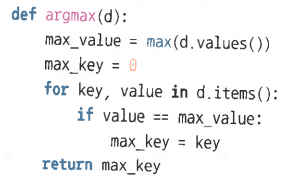 def argmax(d):
    max_value = max(d.values())
    max_key = 0
    for key, value in d.items():
        if value == max_value:
            max_key = key
    return max_key